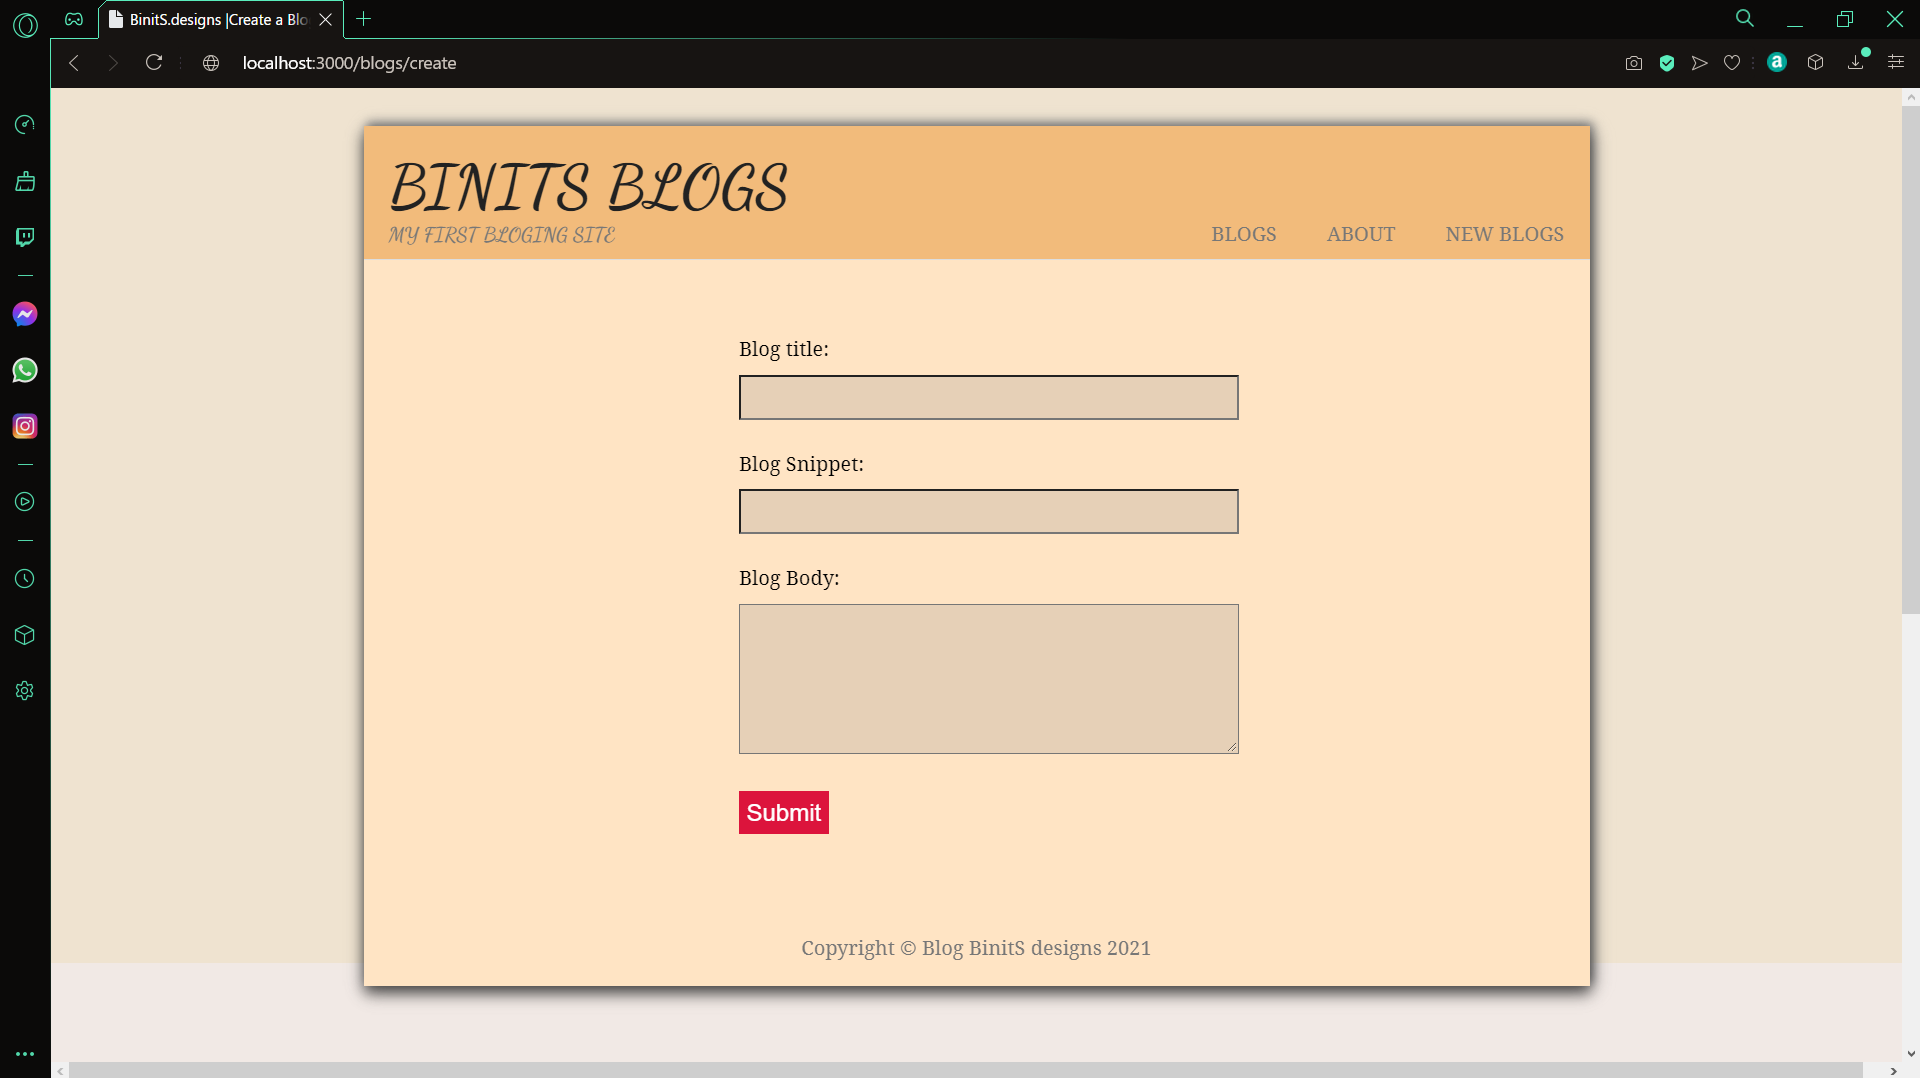 BinitS.designs |Create a Blo
localhost:3000/blogs/create
BINITS BLOGS
MY FIRST BLOGING SITE
BLOGS ABOUT NEW BLOGS
Blog title:
Blog Snippet:
Blog Body:
Submit
Copyright © Blog BinitS designs 2021